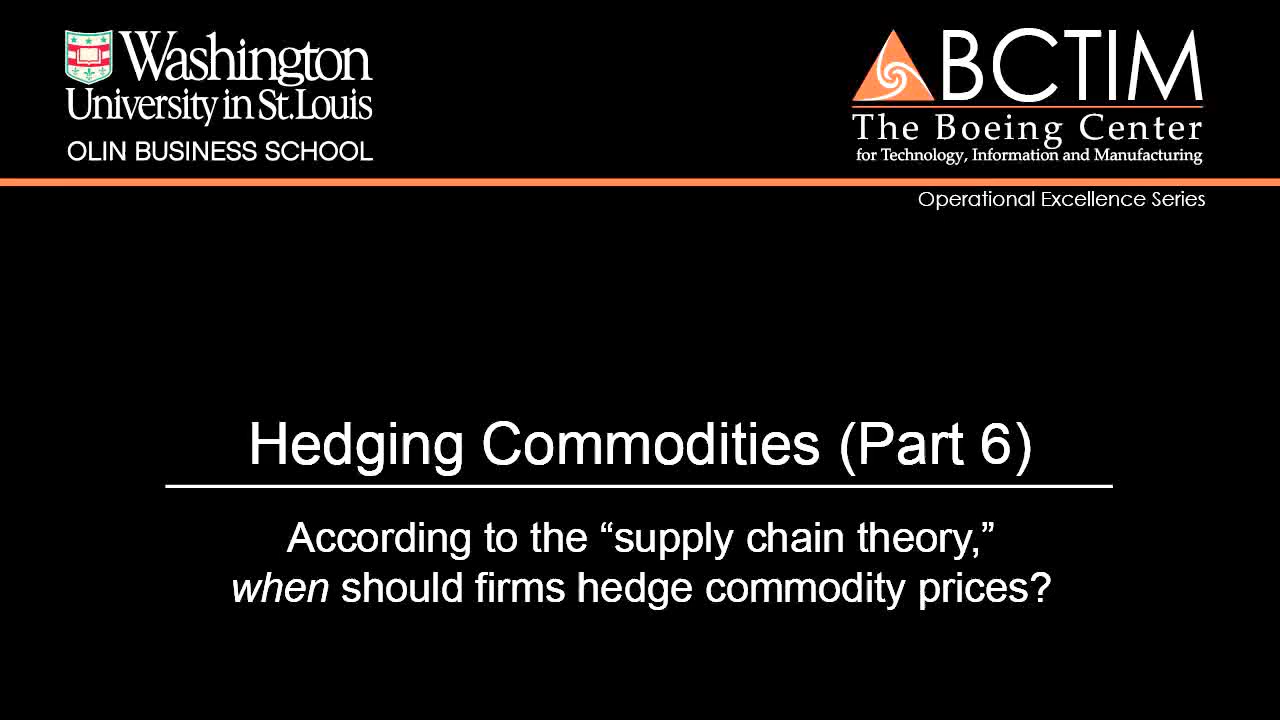 Washington
University in St. Louis
OLIN BUSINESS SCHOOL
BCTIM
The Boeing Center
for Technology, Information and Manufacturing
Operational Excellence Series
Hedging Commodities (Part 6)
According to the “supply chain theory,”
when should firms hedge commodity prices?